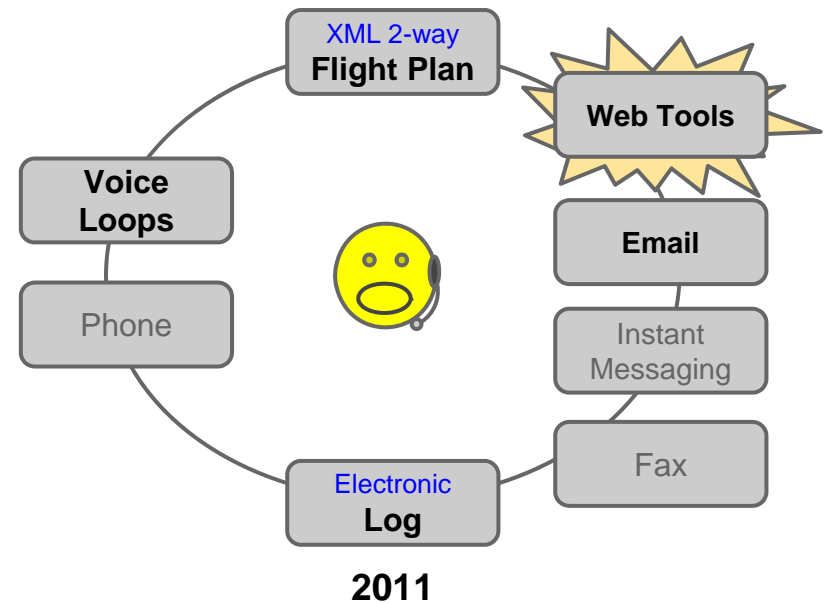 XML 2-way
Flight Plan
Web Tools
Voice
Loops
Email
Phone
Instant
Messaging
Fax
Electronic
Log
2011